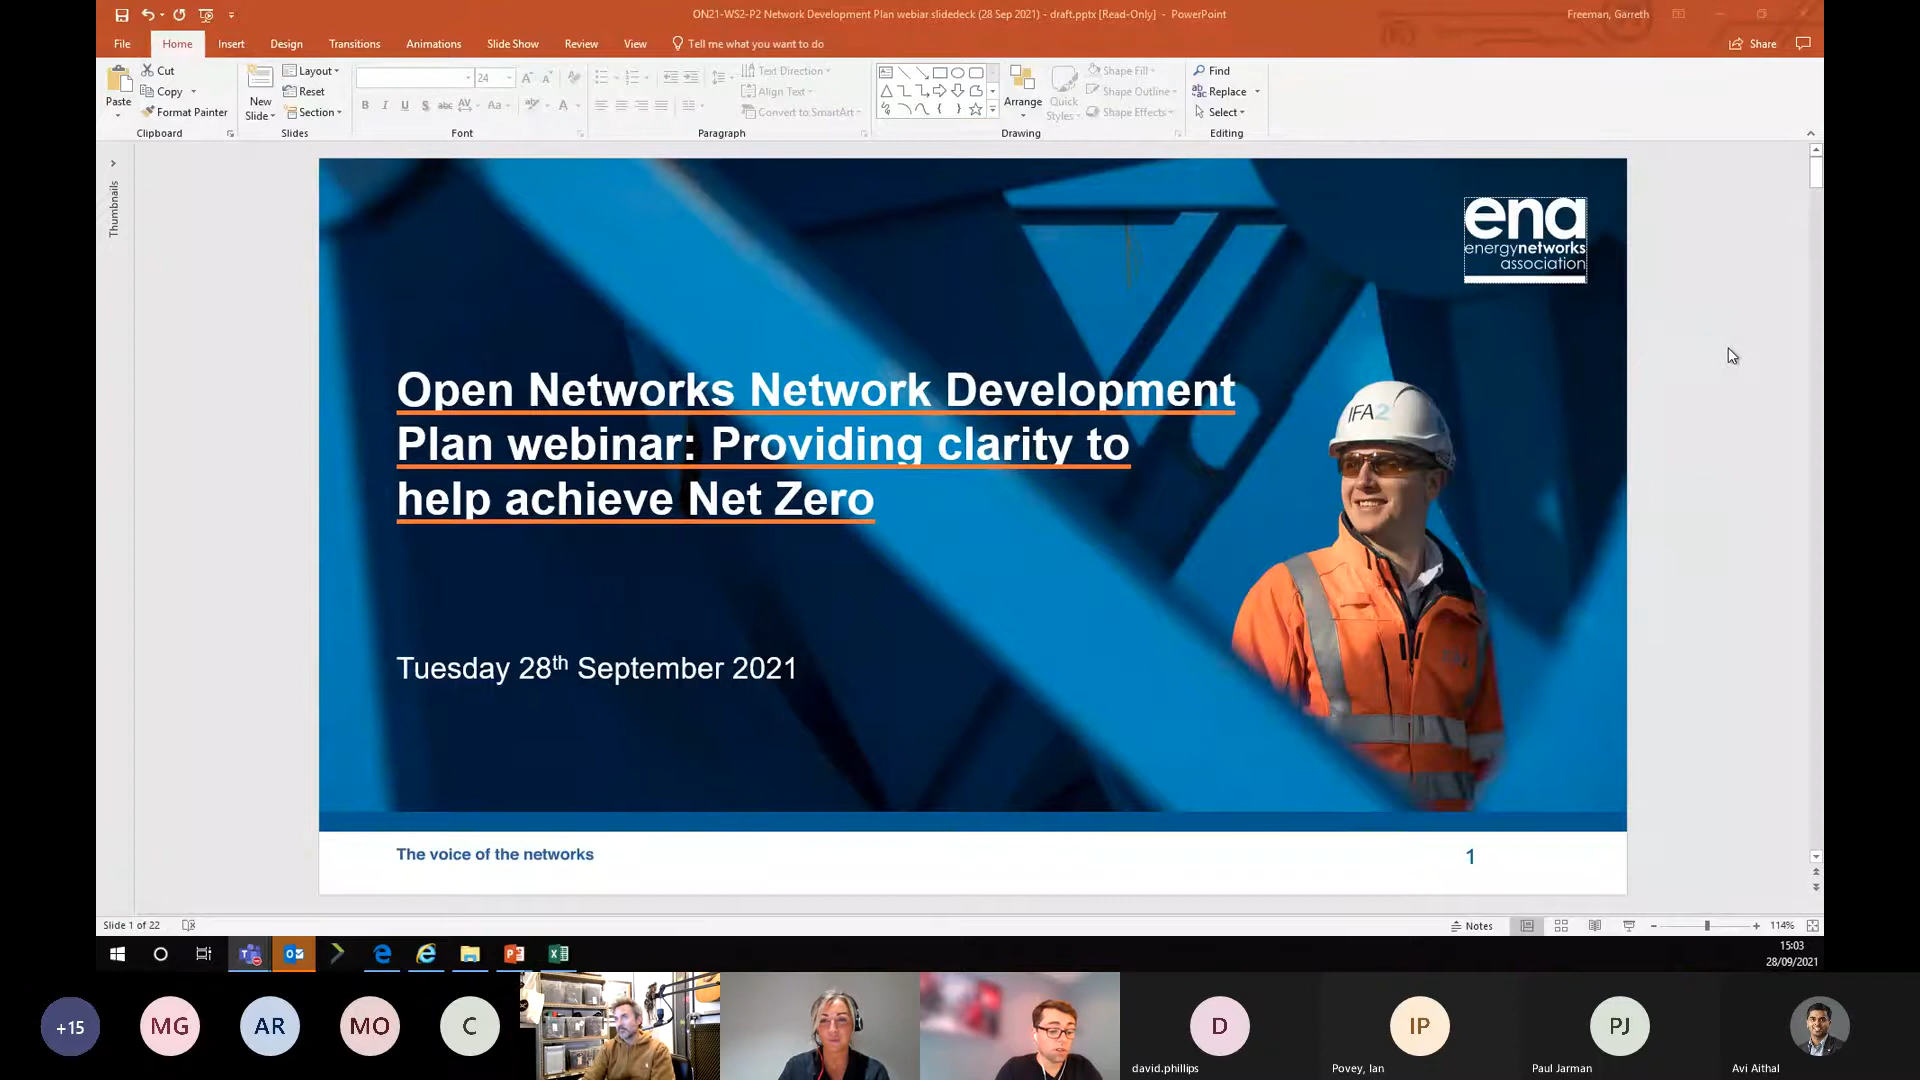 ON21-WS2-P2 Network Development Plan webiar slidedeck (28 Sep 2021) - draft.pptx [Read-Only] - PowerPoint
Freeman, Garreth
File Home Insert Design Transitions Animations Slide Show Review View Tell me what you want to do
Share
Paste
Cut
Copy
Format Painter
Clipboard
New
Slide
Layout
Reset
Section
Slides
24
Font
Text Direction
Align Text
Convert to SmartArt
Paragraph
Arrange
Quick
Styles
Shape Fill
Shape Outline
Shape Effects
Drawing
Find
Replace
Select
Editing
Thumbnails
ena
energynetworks
association
IFA2
Open Networks Network Development
Plan webinar: Providing clarity to
help achieve Net Zero
Tuesday 28th September 2021
The voice of the networks
1
Slide 1 of 22
Notes
114%
15:03
28/09/2021
+15
MG
AR
MO
C
D
IP
PJ
david.phillips
Povey, Ian
Paul Jarman
Avi Aithal